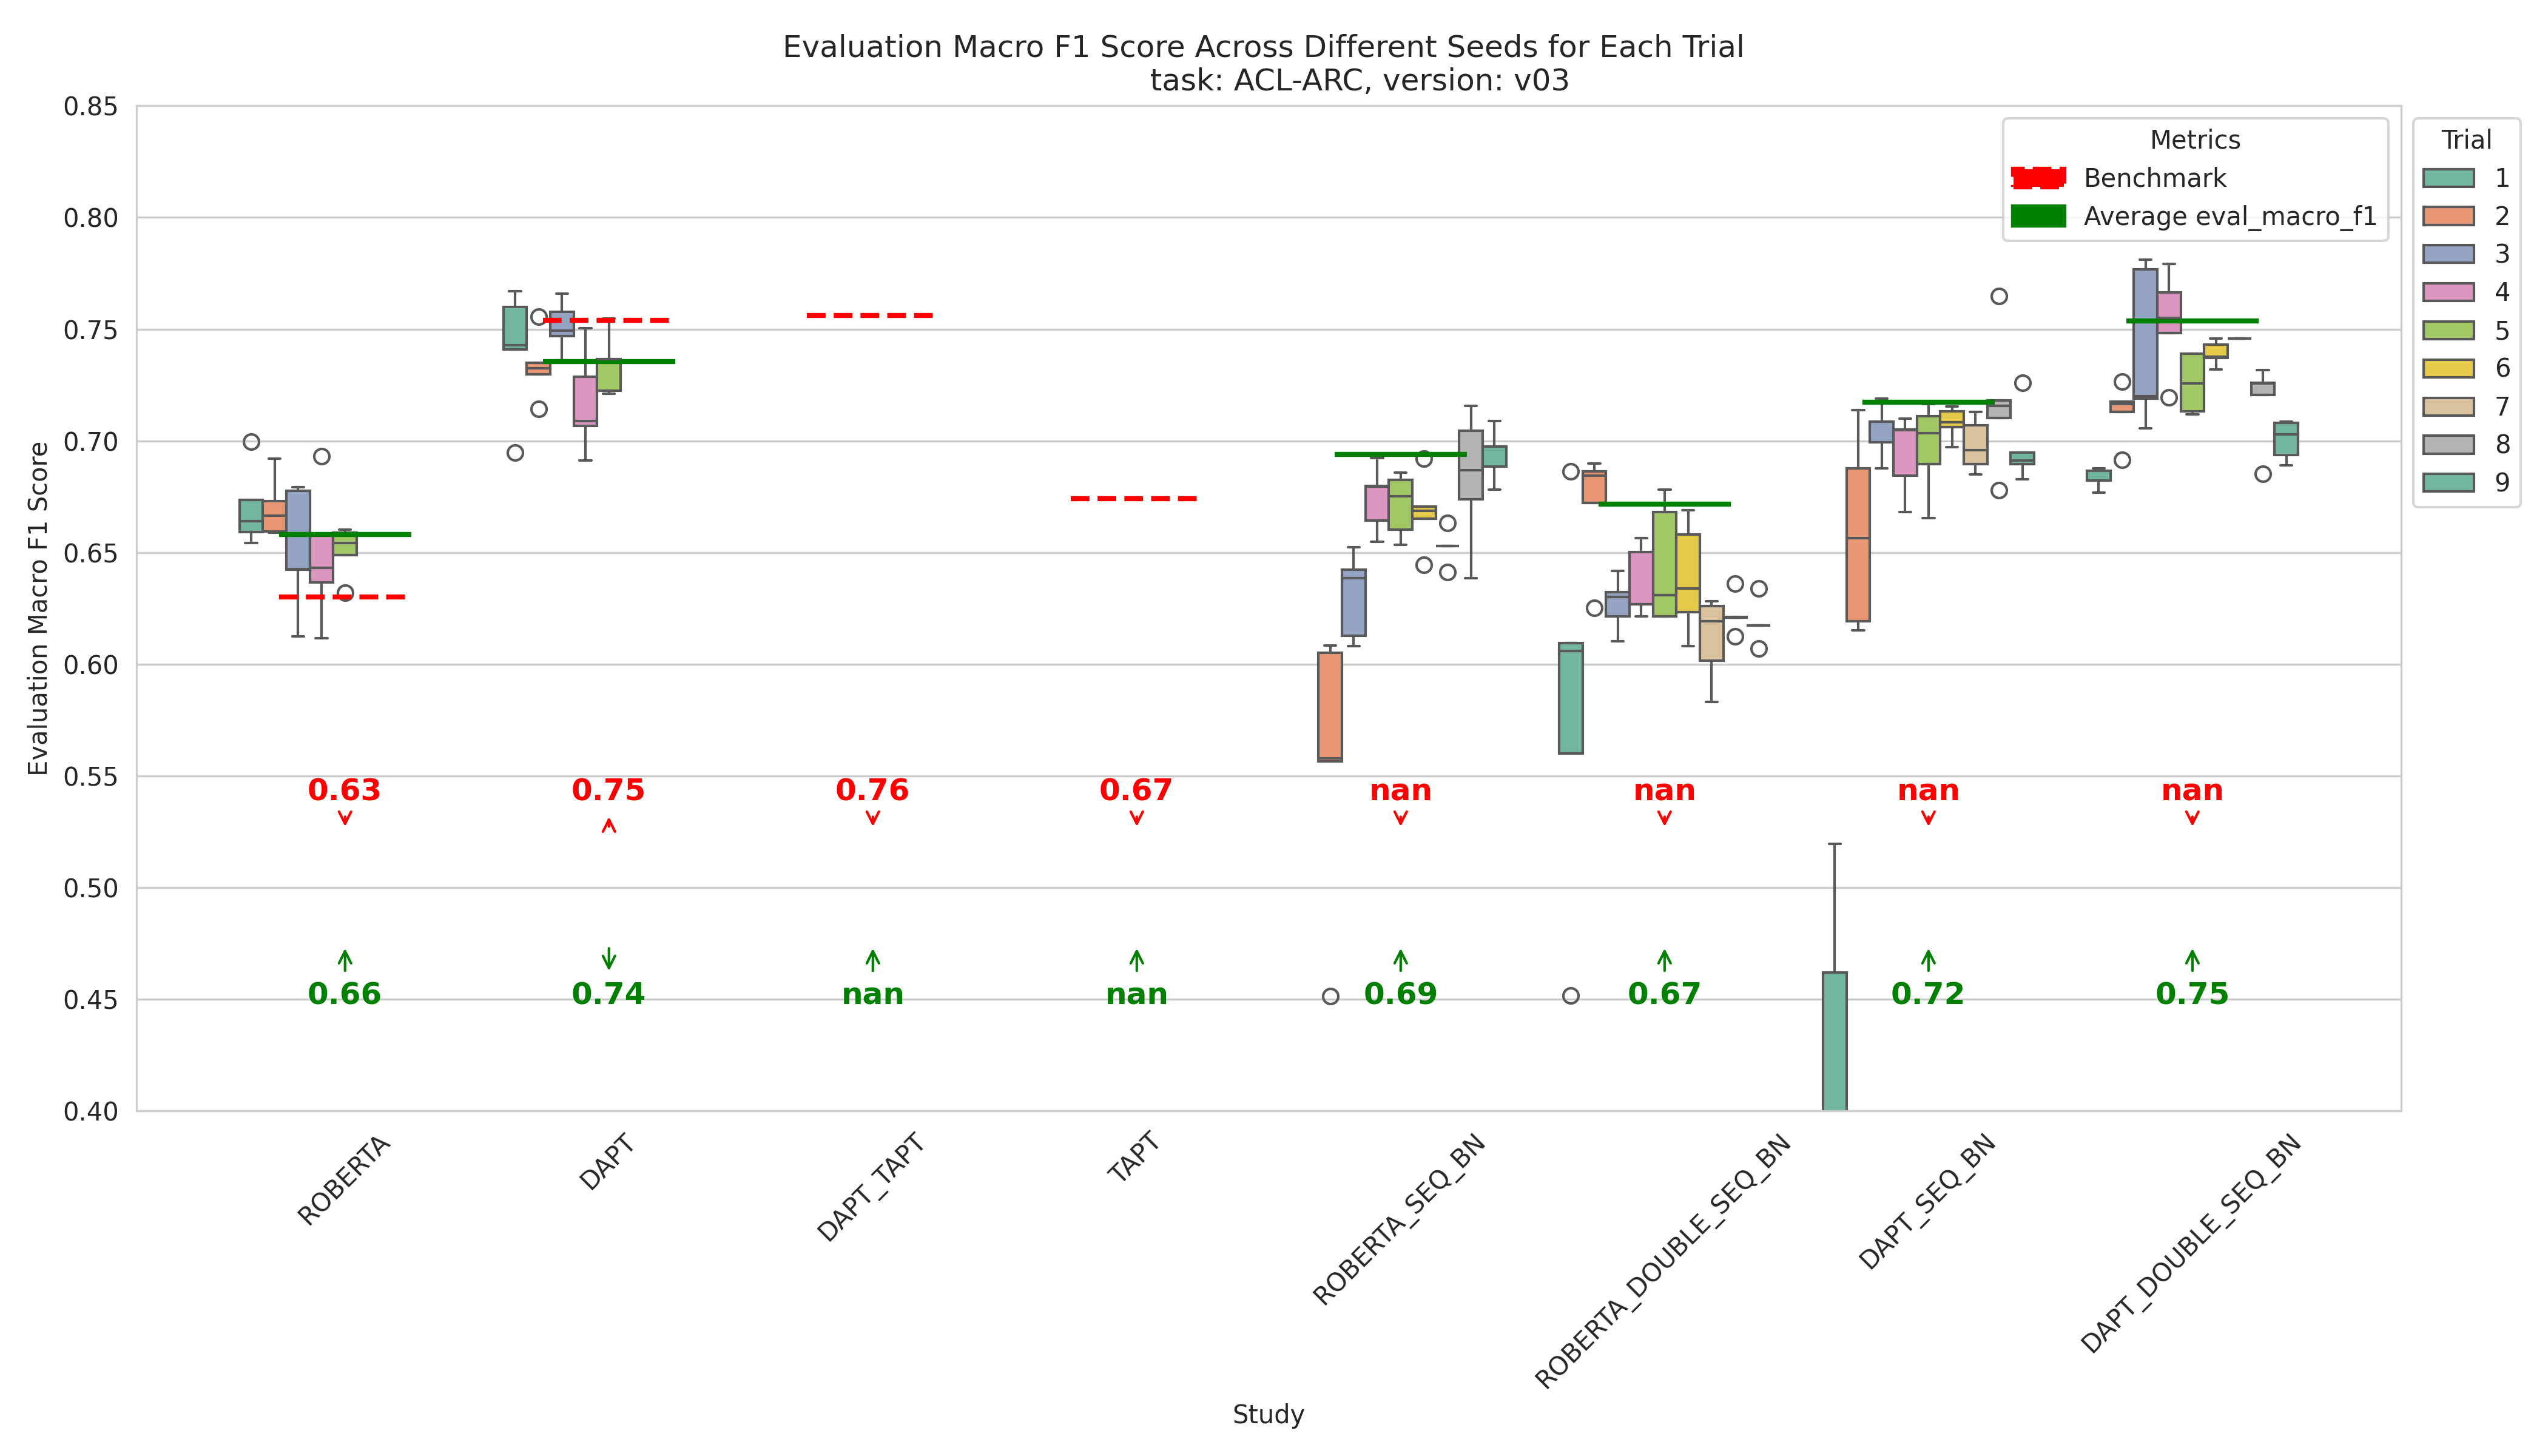 Evaluation Macro F1 Score Across Different Seeds for Each Trial
task: ACL-ARC, version: v03
Evaluation Macro F1 Score
0.85
0.80
0.75
0.70
0.65
0.60
0.55
0.50
0.45
0.40
Metrics
Benchmark
Average eval_macro_f1
Trial
1
2
3
4
5
6
7
8
9
0.63 0.75 0.76 0.67 nan nan nan nan
0.66 0.74 nan nan 0.69 0.67 0.72 0.75
ROBERTA
DAPT
DAPT_TAPT
TAPT
ROBERTA_SEQ_BN
ROBERTA_DOUBLE_SEQ_BN
DAPT_SEQ_BN
DAPT_DOUBLE_SEQ_BN
Study